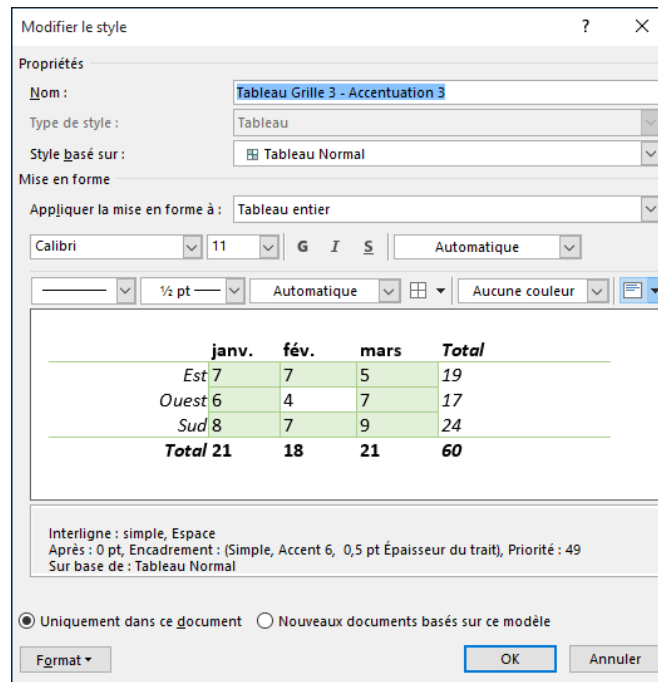 Modifier le style ?
Propriétés
Nom : Tableau Grille 3 - Accentuation 3
Type de style : Tableau
Style basé sur : Tableau Normal
Mise en forme
Appliquer la mise en forme à : Tableau entier
Calibri 11 G I S Automatique
½ pt Automatique Aucune couleur
janv. fév. mars Total
Est 7 7 5 19
Ouest 6 4 7 17
Sud 8 7 9 24
Total 21 18 21 60
Interligne : simple, Espace
Après : 0 pt, Encadrement : (Simple, Accent 6, 0,5 pt Épaisseur du trait), Priorité : 49
Sur base de : Tableau Normal
Uniquement dans ce document Nouveaux documents basés sur ce modèle
Format OK Annuler